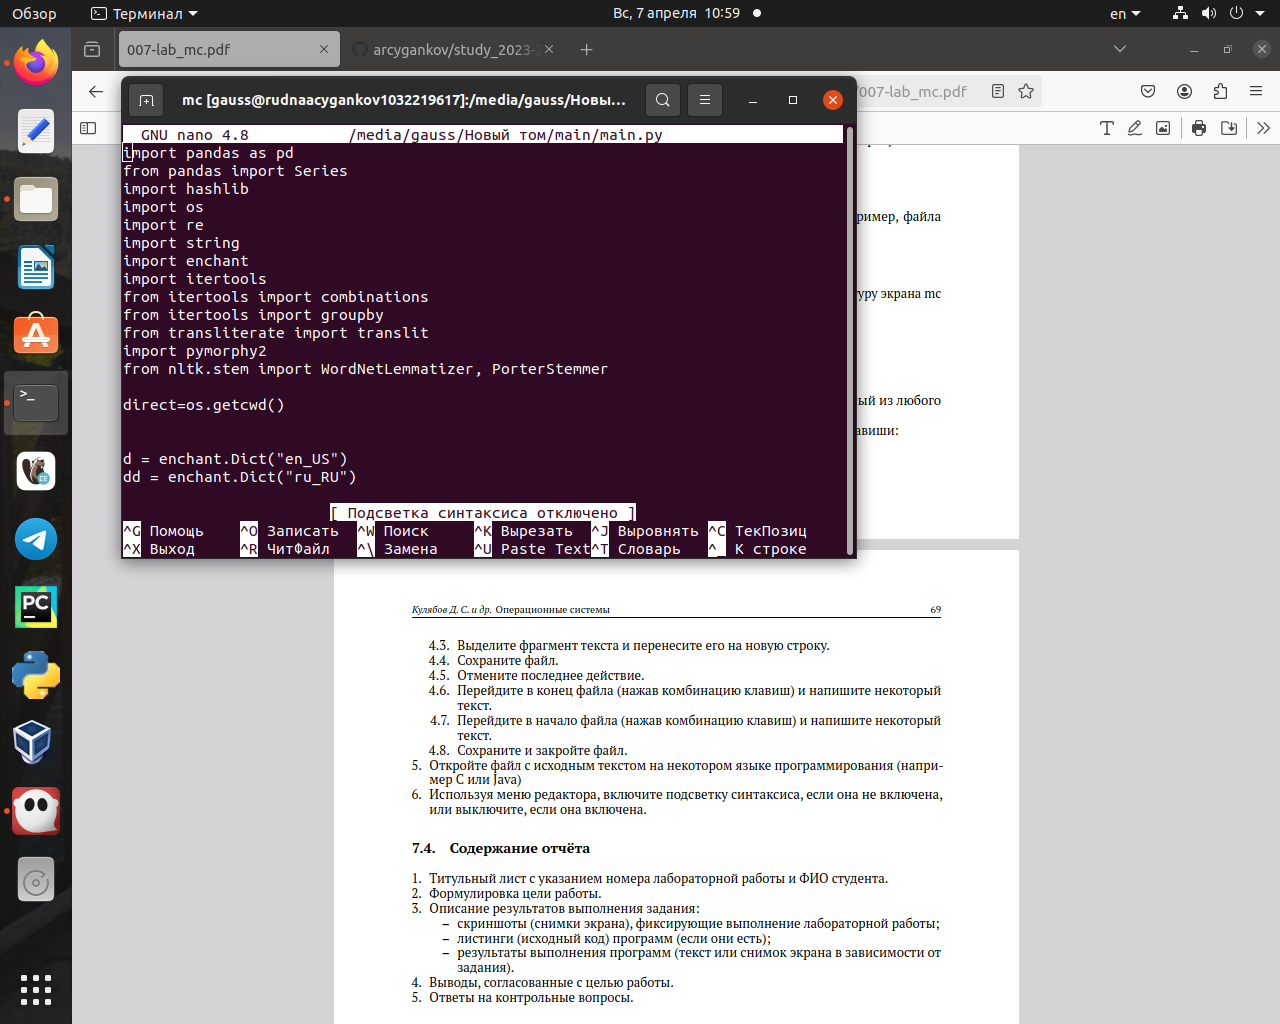 Обзор
Терминал
Вс, 7 апреля 10:59
en
007-lab_mc.pdf
arcygankov/study_2023-2
/007-lab_mc.pdf
mc [gauss@rudnaacygankov1032219617]:/media/gauss/Новы...
GNU nano 4.8 /media/gauss/Новый том/main/main.py
import pandas as pd
from pandas import Series
import hashlib
import os
import re
import string
import enchant
import itertools
from itertools import combinations
from itertools import groupby
from transliterate import translit
import pymorphy2
from nltk.stem import WordNetLemmatizer, PorterStemmer
direct=os.getcwd()
d = enchant.Dict("en_US")
dd = enchant.Dict("ru_RU")
[ Подсветка синтаксиса отключено ]
^G Помощь ^O Записать ^W Поиск ^K Вырезать ^J Выровнять ^C ТекПозиц
^X Выход ^R ЧитФайл ^\ Замена ^U Paste Text ^T Словарь ^_ К строке
ример, файла
туру экрана mc
ый из любого
авиши:
Кулябов Д. С. и др. Операционные системы 69
4.3. Выделите фрагмент текста и перенесите его на новую строку.
4.4. Сохраните файл.
4.5. Отмените последнее действие.
4.6. Перейдите в конец файла (нажав комбинацию клавиш) и напишите некоторый
текст.
4.7. Перейдите в начало файла (нажав комбинацию клавиш) и напишите некоторый
текст.
4.8. Сохраните и закройте файл.
5. Откройте файл с исходным текстом на некотором языке программирования (напри-
мер C или Java)
6. Используя меню редактора, включите подсветку синтаксиса, если она не включена,
или выключите, если она включена.
7.4. Содержание отчёта
1. Титульный лист с указанием номера лабораторной работы и ФИО студента.
2. Формулировка цели работы.
3. Описание результатов выполнения задания:
– скриншоты (снимки экрана), фиксирующие выполнение лабораторной работы;
– листинги (исходный код) программ (если они есть);
– результаты выполнения программ (текст или снимок экрана в зависимости от
задания).
4. Выводы, согласованные с целью работы.
5. Ответы на контрольные вопросы.